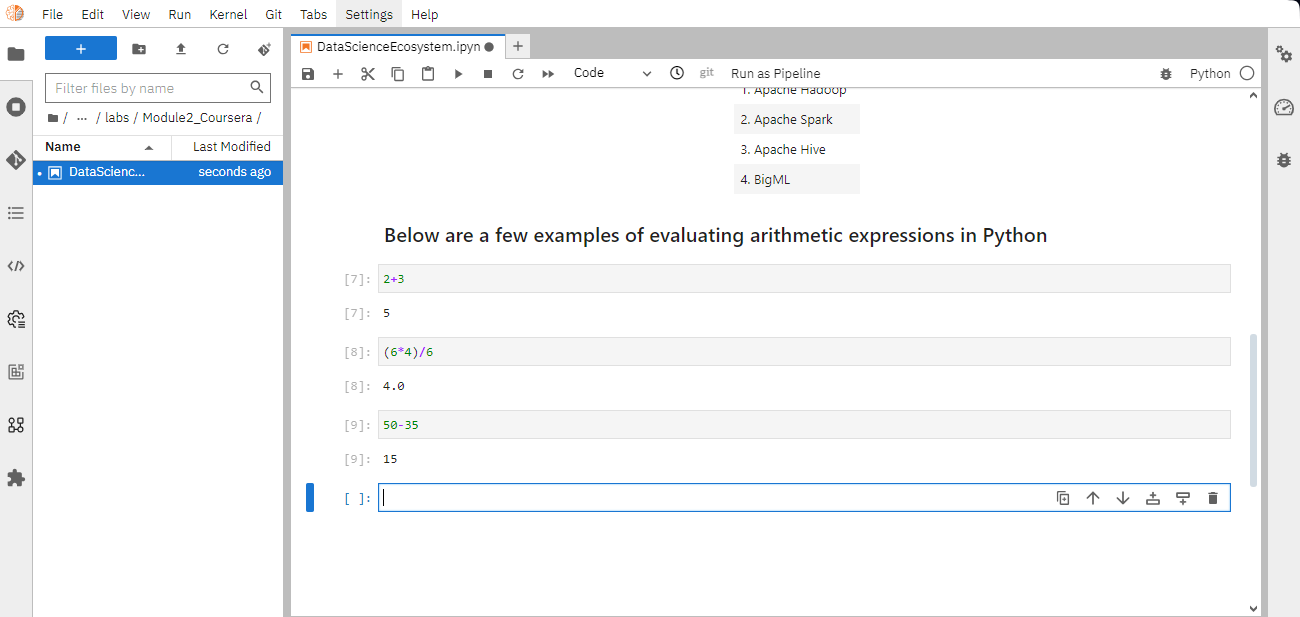 File Edit View Run Kernel Git Tabs Settings Help
DataScienceEcosystem.ipyn
Code git Run as Pipeline Python
Filter files by name
/ ... / labs / Module2_Coursera /
Name Last Modified
DataScienc... seconds ago
1. Apache Hadoop
2. Apache Spark
3. Apache Hive
4. BigML
Below are a few examples of evaluating arithmetic expressions in Python
[7]: 2+3
[7]: 5
[8]: (6*4)/6
[8]: 4.0
[9]: 50-35
[9]: 15
[ ]: